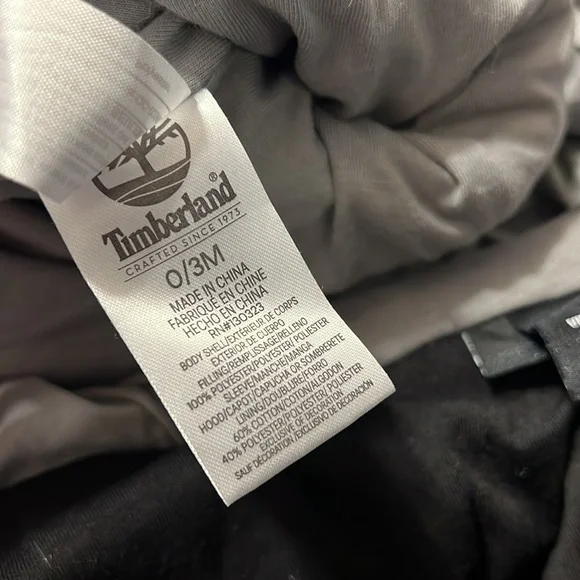 Timberland®
CRAFTED SINCE 1973
0/3M
MADE IN CHINA
FABRIQUÉ EN CHINE
HECHO EN CHINA
RN#130323
BODY SHELL/EXTÉRIEUR DE CORPS
EXTERIOR DE CUERPO
FILLING/REMPLISSAGE/RELLENO
100% POLYESTER/POLYESTER/POLIÉSTER
SLEEVE/MANCHE/MANGA
HOOD/CAPOT/CAPUCHA OR SOMBRERETE
LINING/DOUBLURE/FORRO
60% COTTON/COTON/ALGODON
40% POLYESTER/POLYESTER/POLIÉSTER
EXCLUSIVE OF DECORATION
SAUF DÉCORATION/EXCLUSIVO DE DECORACIÓN